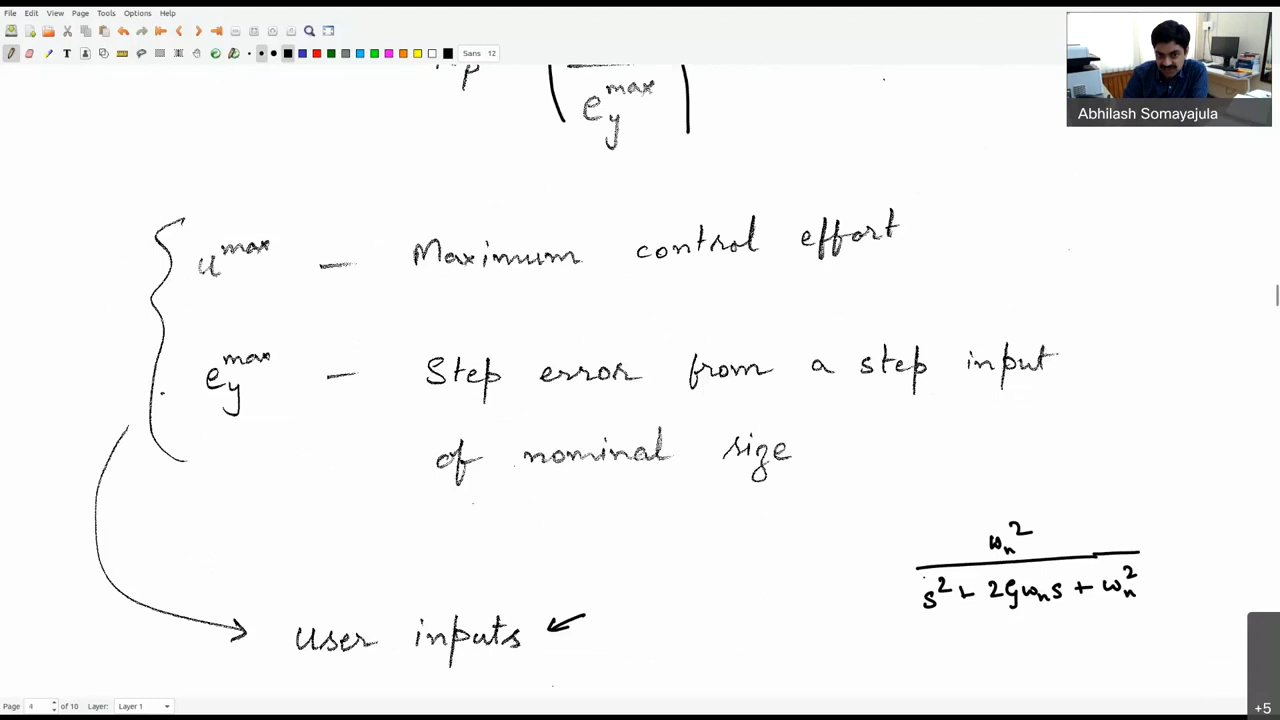 File Edit View Page Tools Options Help
Sans 12
Abhilash Somayajula
e_y^max
u^max — Maximum control effort
e_y^max — Step error from a step input
of nominal size
ω_n^2
s^2 + 2ζω_n s + ω_n^2
User inputs
Page 4 of 10 Layer: Layer 1
+5